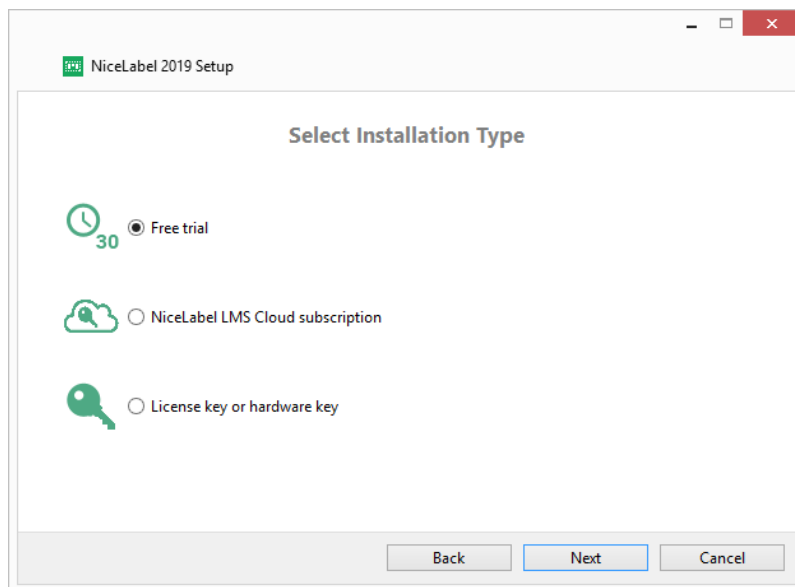 NiceLabel 2019 Setup
Select Installation Type
30
Free trial
NiceLabel LMS Cloud subscription
License key or hardware key
Back Next Cancel